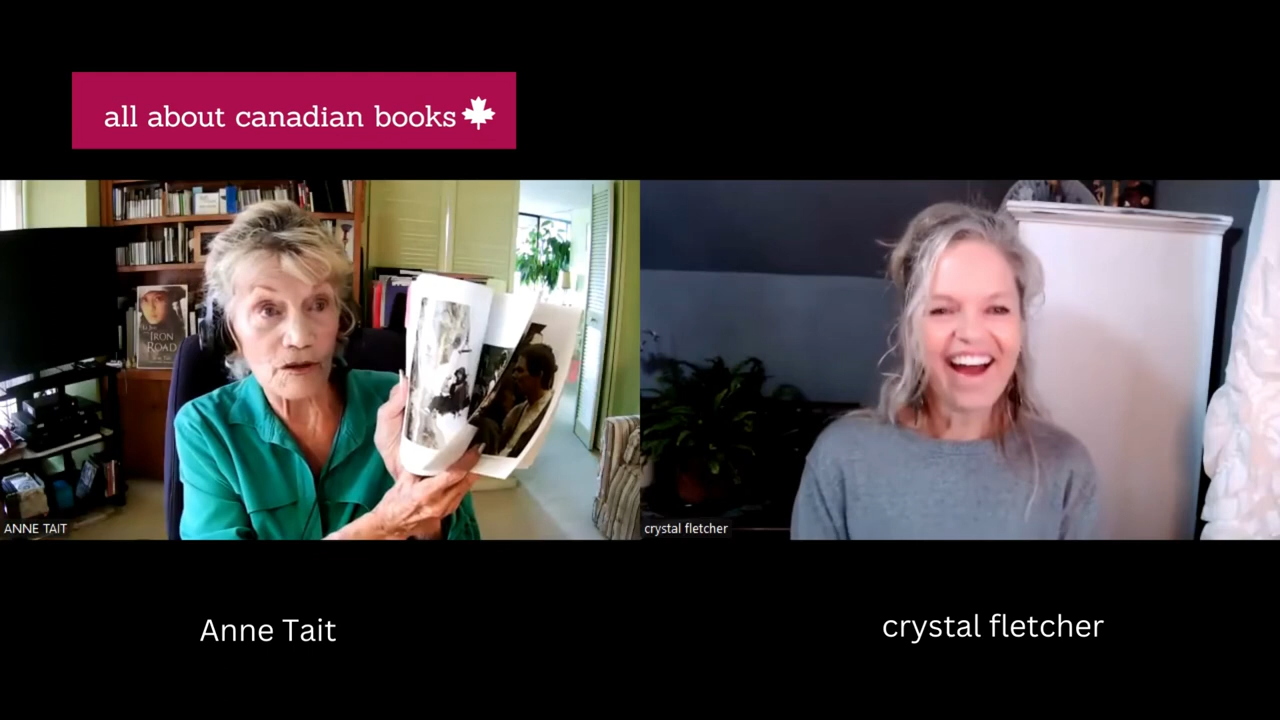 all about canadian books
IRON
ROAD
ANNE TAIT
crystal fletcher
Anne Tait
crystal fletcher